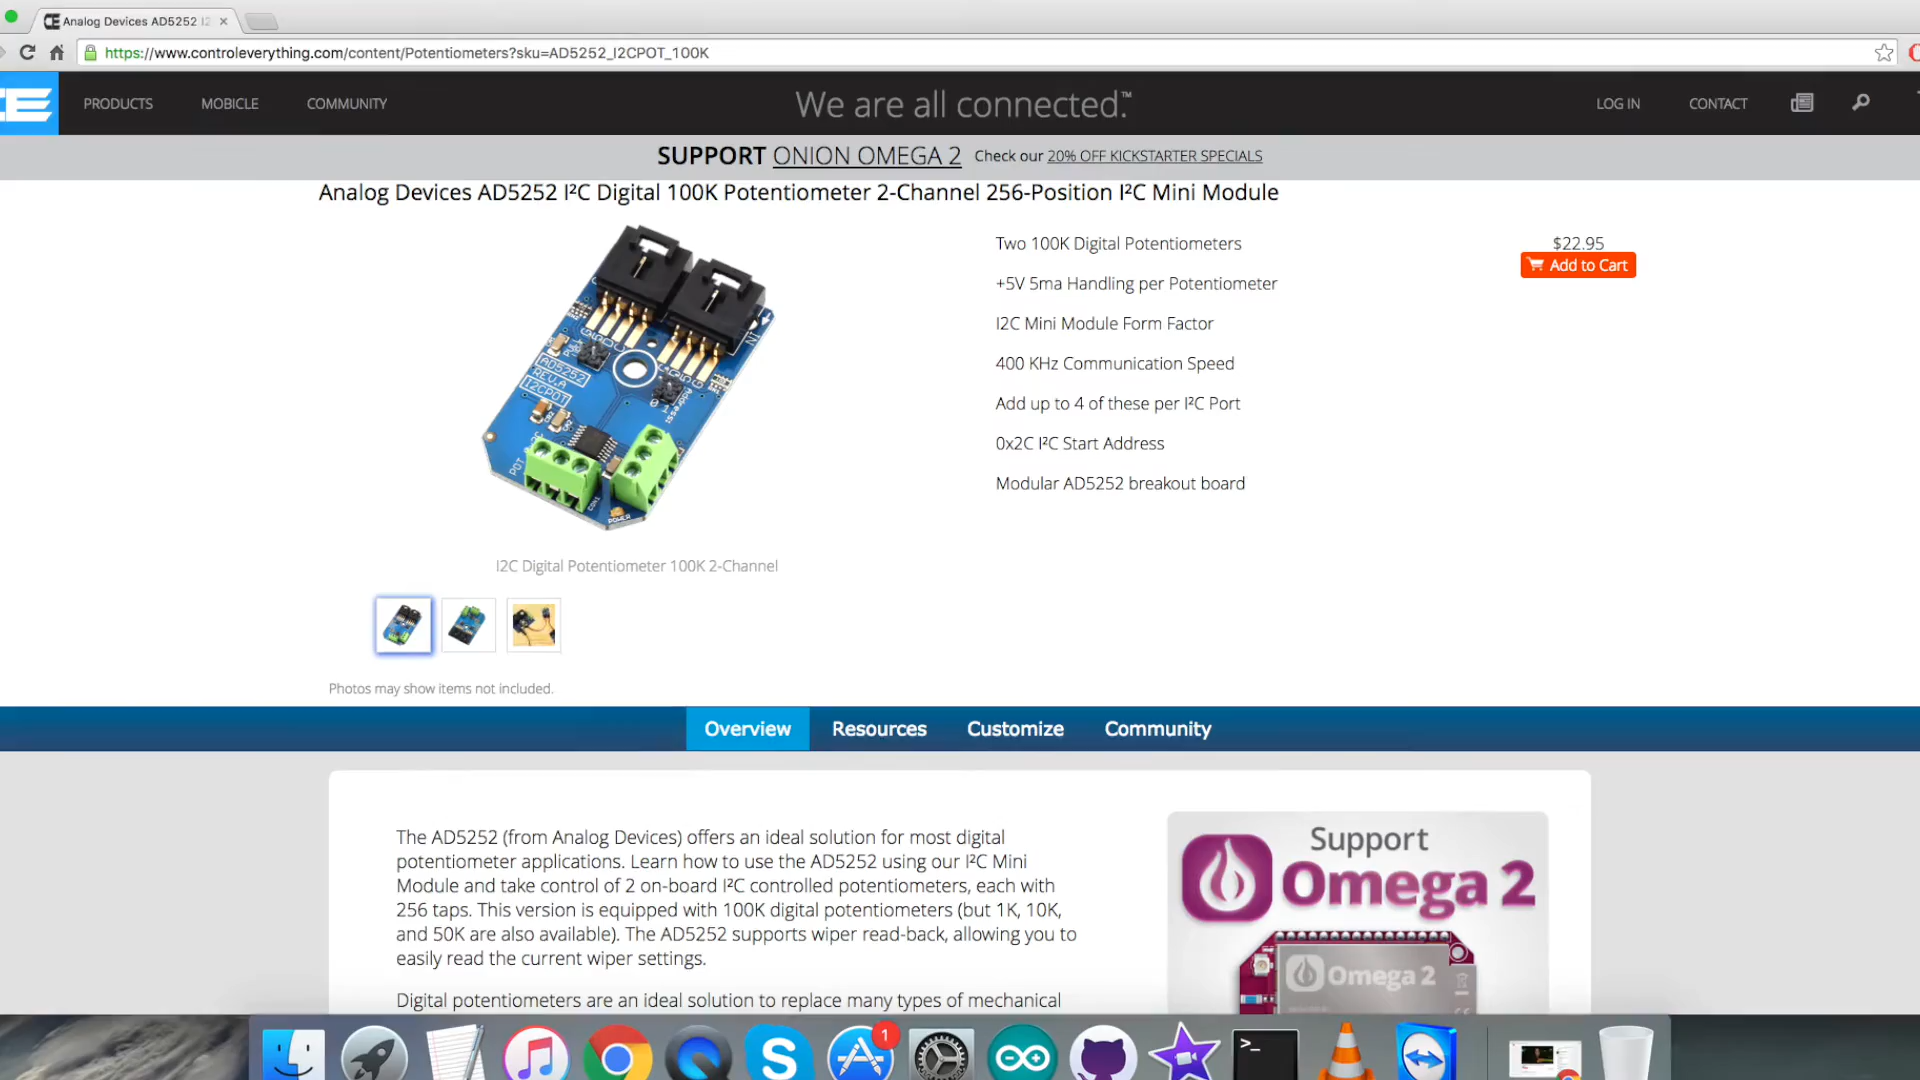 Analog Devices AD5252 I2
https://www.controleverything.com/content/Potentiometers?sku=AD5252_I2CPOT_100K
CE PRODUCTS MOBICLE COMMUNITY We are all connected.™ LOG IN CONTACT
SUPPORT ONION OMEGA 2 Check our 20% OFF KICKSTARTER SPECIALS
Analog Devices AD5252 I²C Digital 100K Potentiometer 2-Channel 256-Position I²C Mini Module
Two 100K Digital Potentiometers
$22.95
Add to Cart
+5V 5ma Handling per Potentiometer
I2C Mini Module Form Factor
400 KHz Communication Speed
Add up to 4 of these per I²C Port
0x2C I²C Start Address
Modular AD5252 breakout board
AD5252
REV.A
I2CPOT
IN
Address
POT
CON1
POWER
I2C Digital Potentiometer 100K 2-Channel
Photos may show items not included.
Overview Resources Customize Community
The AD5252 (from Analog Devices) offers an ideal solution for most digital
potentiometer applications. Learn how to use the AD5252 using our I²C Mini
Module and take control of 2 on-board I²C controlled potentiometers, each with
256 taps. This version is equipped with 100K digital potentiometers (but 1K, 10K,
and 50K are also available). The AD5252 supports wiper read-back, allowing you to
easily read the current wiper settings.
Digital potentiometers are an ideal solution to replace many types of mechanical
Support
Omega 2
Omega 2
1